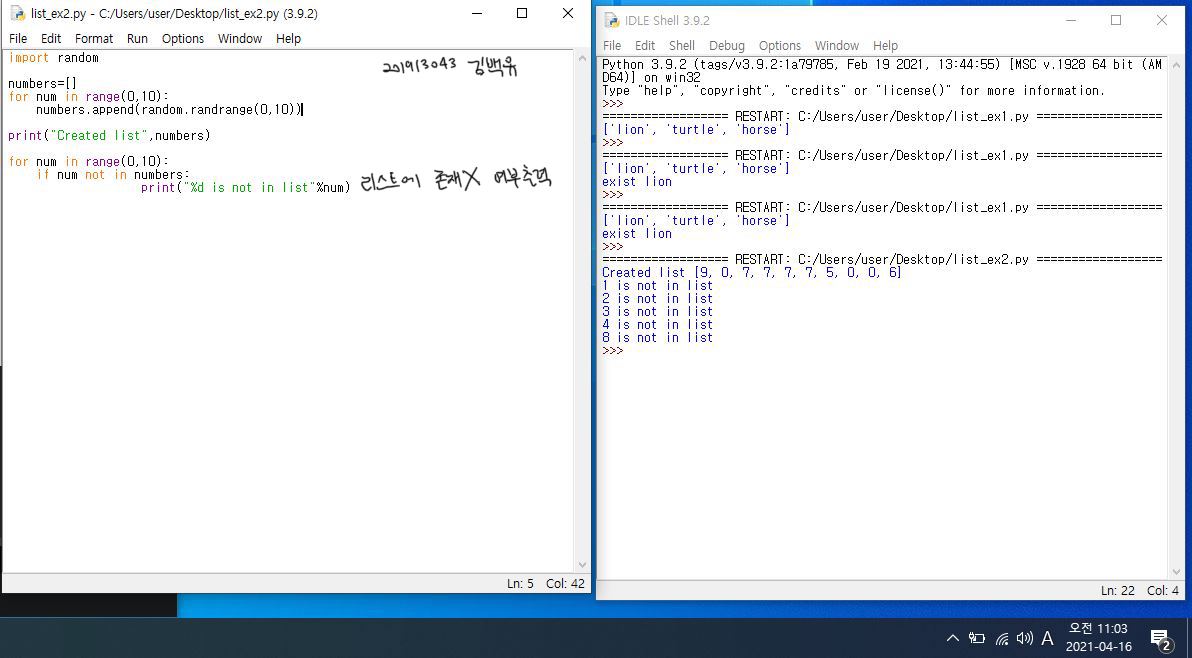 list_ex2.py - C:/Users/user/Desktop/list_ex2.py (3.9.2)
File Edit Format Run Options Window Help
import random
201913043 김백유
numbers=[]
for num in range(0,10):
    numbers.append(random.randrange(0,10))
print("Created list",numbers)
for num in range(0,10):
    if num not in numbers:
        print("%d is not in list"%num) 리스트에 존재X 여부출력
Ln: 5 Col: 42
IDLE Shell 3.9.2
File Edit Shell Debug Options Window Help
Python 3.9.2 (tags/v3.9.2:1a79785, Feb 19 2021, 13:44:55) [MSC v.1928 64 bit (AM
D64)] on win32
Type "help", "copyright", "credits" or "license()" for more information.
>>>
================== RESTART: C:/Users/user/Desktop/list_ex1.py ==================
['lion', 'turtle', 'horse']
>>>
================== RESTART: C:/Users/user/Desktop/list_ex1.py ==================
['lion', 'turtle', 'horse']
exist lion
>>>
================== RESTART: C:/Users/user/Desktop/list_ex1.py ==================
['lion', 'turtle', 'horse']
exist lion
>>>
================== RESTART: C:/Users/user/Desktop/list_ex2.py ==================
Created list [9, 0, 7, 7, 7, 7, 5, 0, 0, 6]
1 is not in list
2 is not in list
3 is not in list
4 is not in list
8 is not in list
>>>
Ln: 22 Col: 4
A
오전 11:03
2021-04-16
2